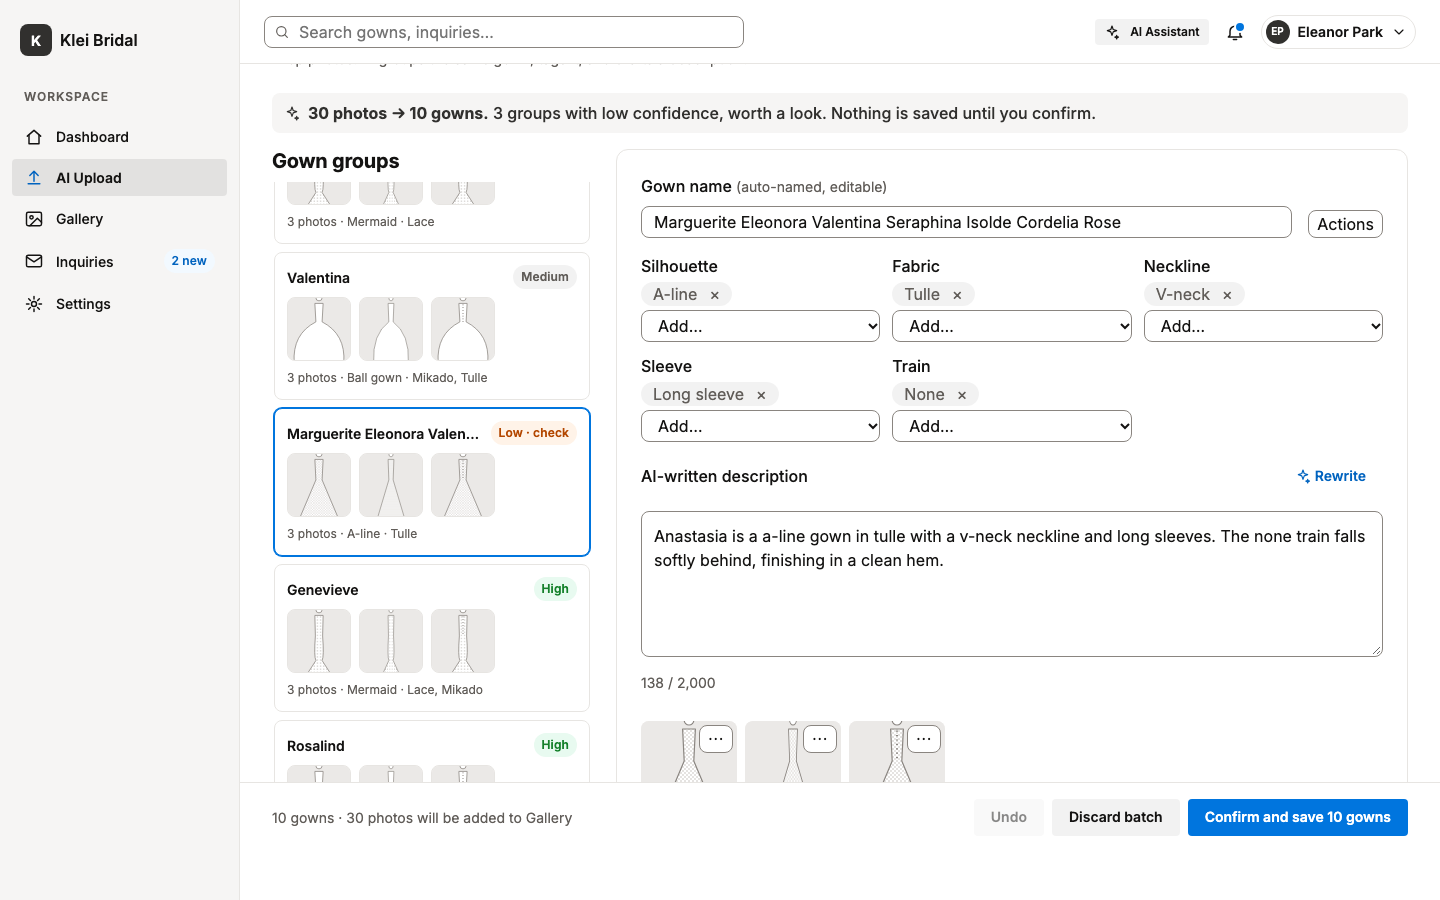 K Klei Bridal
WORKSPACE
Dashboard
AI Upload
Gallery
Inquiries 2 new
Settings
Search gowns, inquiries...
AI Assistant
EP Eleanor Park
30 photos → 10 gowns. 3 groups with low confidence, worth a look. Nothing is saved until you confirm.
Gown groups
3 photos · Mermaid · Lace
Valentina Medium
3 photos · Ball gown · Mikado, Tulle
Marguerite Eleonora Valen... Low · check
3 photos · A-line · Tulle
Genevieve High
3 photos · Mermaid · Lace, Mikado
Rosalind High
Gown name (auto-named, editable)
Marguerite Eleonora Valentina Seraphina Isolde Cordelia Rose
Actions
Silhouette Fabric Neckline
A-line × Tulle × V-neck ×
Add... Add... Add...
Sleeve Train
Long sleeve × None ×
Add... Add...
AI-written description Rewrite
Anastasia is a a-line gown in tulle with a v-neck neckline and long sleeves. The none train falls
softly behind, finishing in a clean hem.
138 / 2,000
... ... ...
10 gowns · 30 photos will be added to Gallery
Undo Discard batch Confirm and save 10 gowns